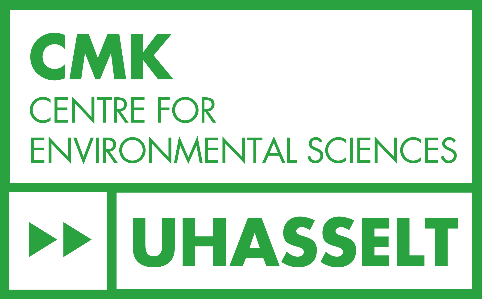 CMK
CENTRE FOR
ENVIRONMENTAL SCIENCES
UHASSELT